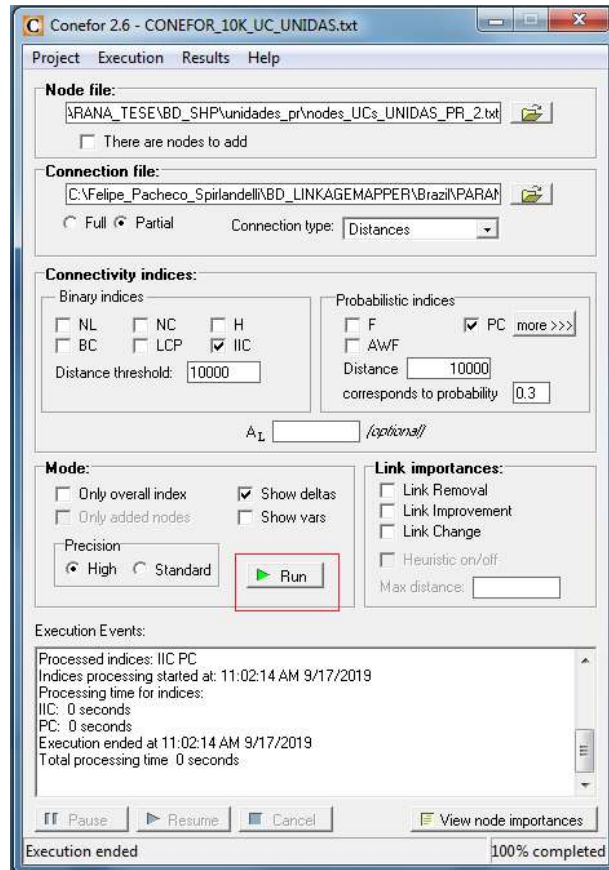 Conefor 2.6 - CONEFOR_10K_UC_UNIDAS.txt
Project Execution Results Help
Node file:
\RANA_TESE\BD_SHP\unidades_pr\nodes_UCs_UNIDAS_PR_2.txt
There are nodes to add
Connection file:
C:\Felipe_Pacheco_Spirlandelli\BD_LINKAGEMAPPER\Brazil\PARAN
Full Partial Connection type: Distances
Connectivity indices:
Binary indices
NL NC H
BC LCP IIC
Distance threshold: 10000
Probabilistic indices
F PC more >>>
AWF
Distance 10000
corresponds to probability 0.3
AL (optional)
Mode:
Only overall index Show deltas
Only added nodes Show vars
Precision
High Standard
Run
Link importances:
Link Removal
Link Improvement
Link Change
Heuristic on/off
Max distance:
Execution Events:
Processed indices: IIC PC
Indices processing started at: 11:02:14 AM 9/17/2019
Processing time for indices:
IIC: 0 seconds
PC: 0 seconds
Execution ended at 11:02:14 AM 9/17/2019
Total processing time 0 seconds
Pause Resume Cancel View node importances
Execution ended 100% completed